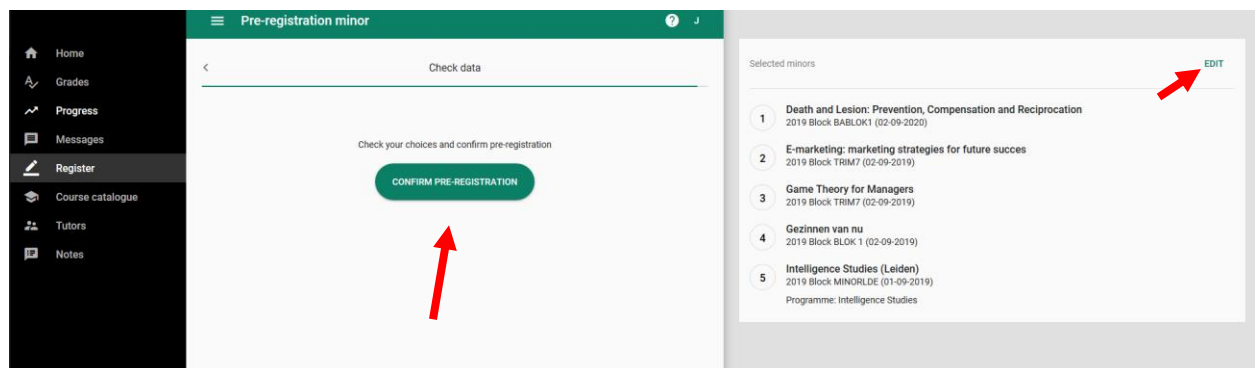 Pre-registration minor
? J
Home
Grades
Progress
Messages
Register
Course catalogue
Tutors
Notes
Check data
Check your choices and confirm pre-registration
CONFIRM PRE-REGISTRATION
Selected minors
EDIT
1 Death and Lesion: Prevention, Compensation and Reciprocation
2019 Block BABLOK1 (02-09-2020)
2 E-marketing: marketing strategies for future succes
2019 Block TRIM7 (02-09-2019)
3 Game Theory for Managers
2019 Block TRIM7 (02-09-2019)
4 Gezinnen van nu
2019 Block BLOK 1 (02-09-2019)
5 Intelligence Studies (Leiden)
2019 Block MINORLDE (01-09-2019)
Programme: Intelligence Studies